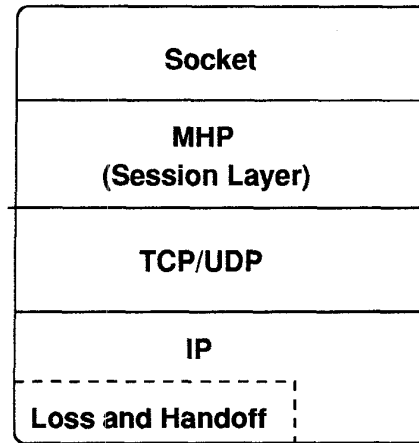 Socket
MHP
(Session Layer)
TCP/UDP
IP
Loss and Handoff